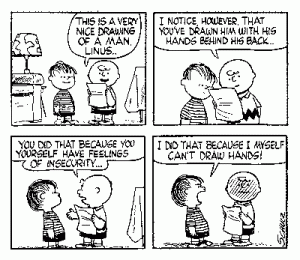 THIS IS A VERY
NICE DRAWING
OF A MAN,
LINUS..
I NOTICE, HOWEVER, THAT
YOU'VE DRAWN HIM WITH HIS
HANDS BEHIND HIS BACK...
YOU DID THAT BECAUSE YOU
YOURSELF HAVE FEELINGS
OF INSECURITY...
I DID THAT BECAUSE I MYSELF
CAN'T DRAW HANDS!
SCHULZ